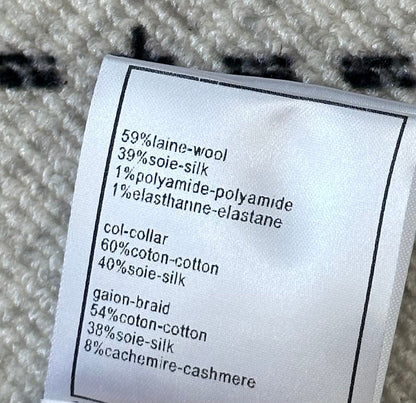 59%laine-wool
39%soie-silk
1%polyamide-polyamide
1%elasthanne-elastane
col-collar
60%coton-cotton
40%soie-silk
gaion-braid
54%coton-cotton
38%soie-silk
8%cachemire-cashmere